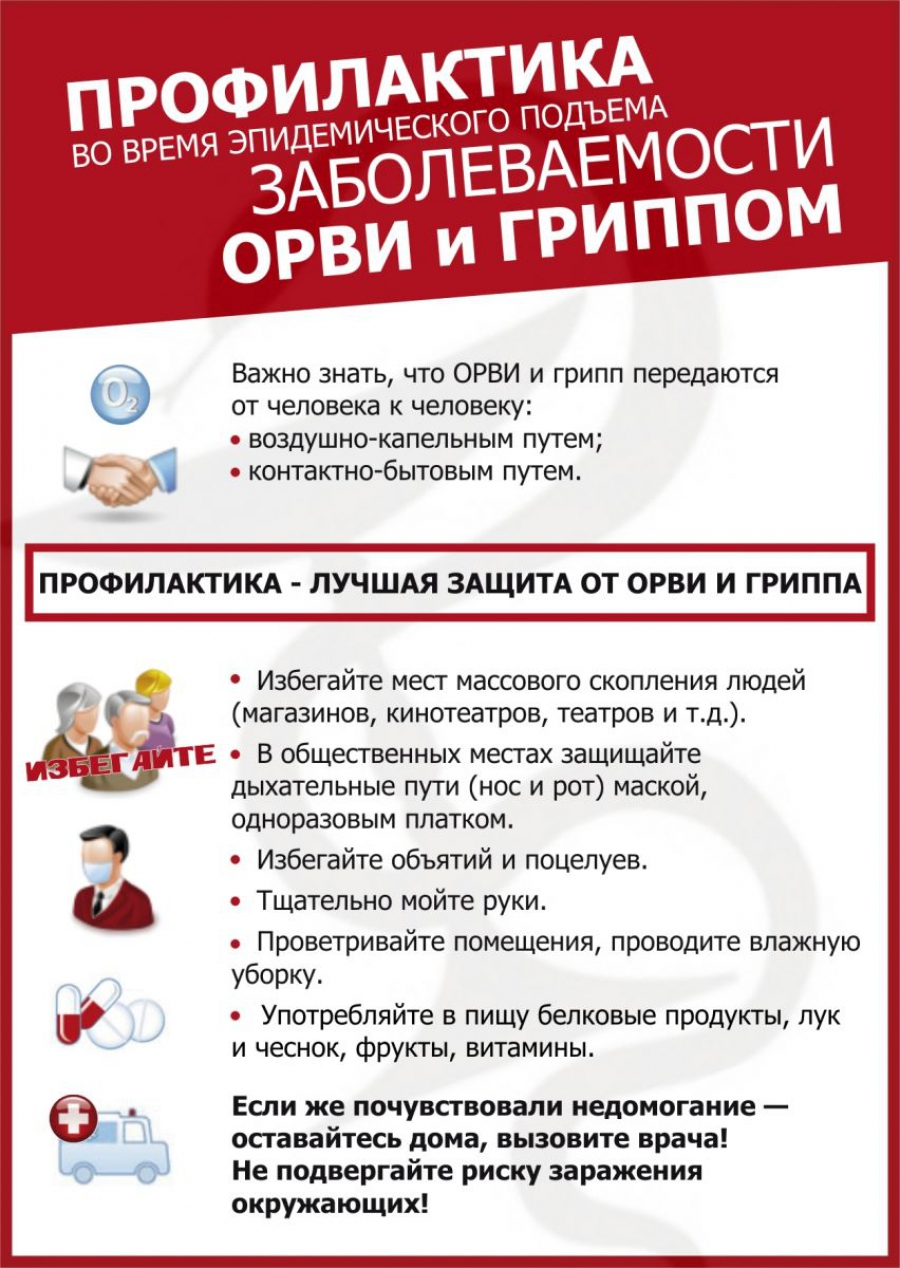 ПРОФИЛАКТИКА
ВО ВРЕМЯ ЭПИДЕМИЧЕСКОГО ПОДЪЕМА
ЗАБОЛЕВАЕМОСТИ
ОРВИ и ГРИППОМ
O2
Важно знать, что ОРВИ и грипп передаются
от человека к человеку:
• воздушно-капельным путем;
• контактно-бытовым путем.
ПРОФИЛАКТИКА - ЛУЧШАЯ ЗАЩИТА ОТ ОРВИ И ГРИППА
ИЗБЕГАЙТЕ
• Избегайте мест массового скопления людей
(магазинов, кинотеатров, театров и т.д.).
• В общественных местах защищайте
дыхательные пути (нос и рот) маской,
одноразовым платком.
• Избегайте объятий и поцелуев.
• Тщательно мойте руки.
• Проветривайте помещения, проводите влажную
уборку.
• Употребляйте в пищу белковые продукты, лук
и чеснок, фрукты, витамины.
Если же почувствовали недомогание —
оставайтесь дома, вызовите врача!
Не подвергайте риску заражения
окружающих!